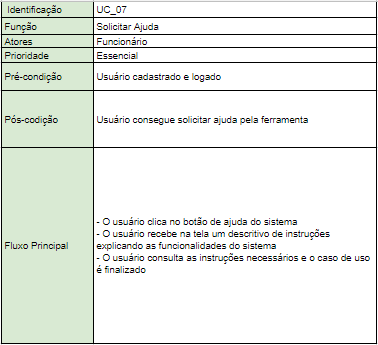 Identificação UC_07
Função Solicitar Ajuda
Atores Funcionário
Prioridade Essencial
Pré-condição Usuário cadastrado e logado
Pós-codição Usuário consegue solicitar ajuda pela ferramenta
Fluxo Principal
- O usuário clica no botão de ajuda do sistema
- O usuário recebe na tela um descritivo de instruções
explicando as funcionalidades do sistema
- O usuário consulta as instruções necessários e o caso de uso
é finalizado